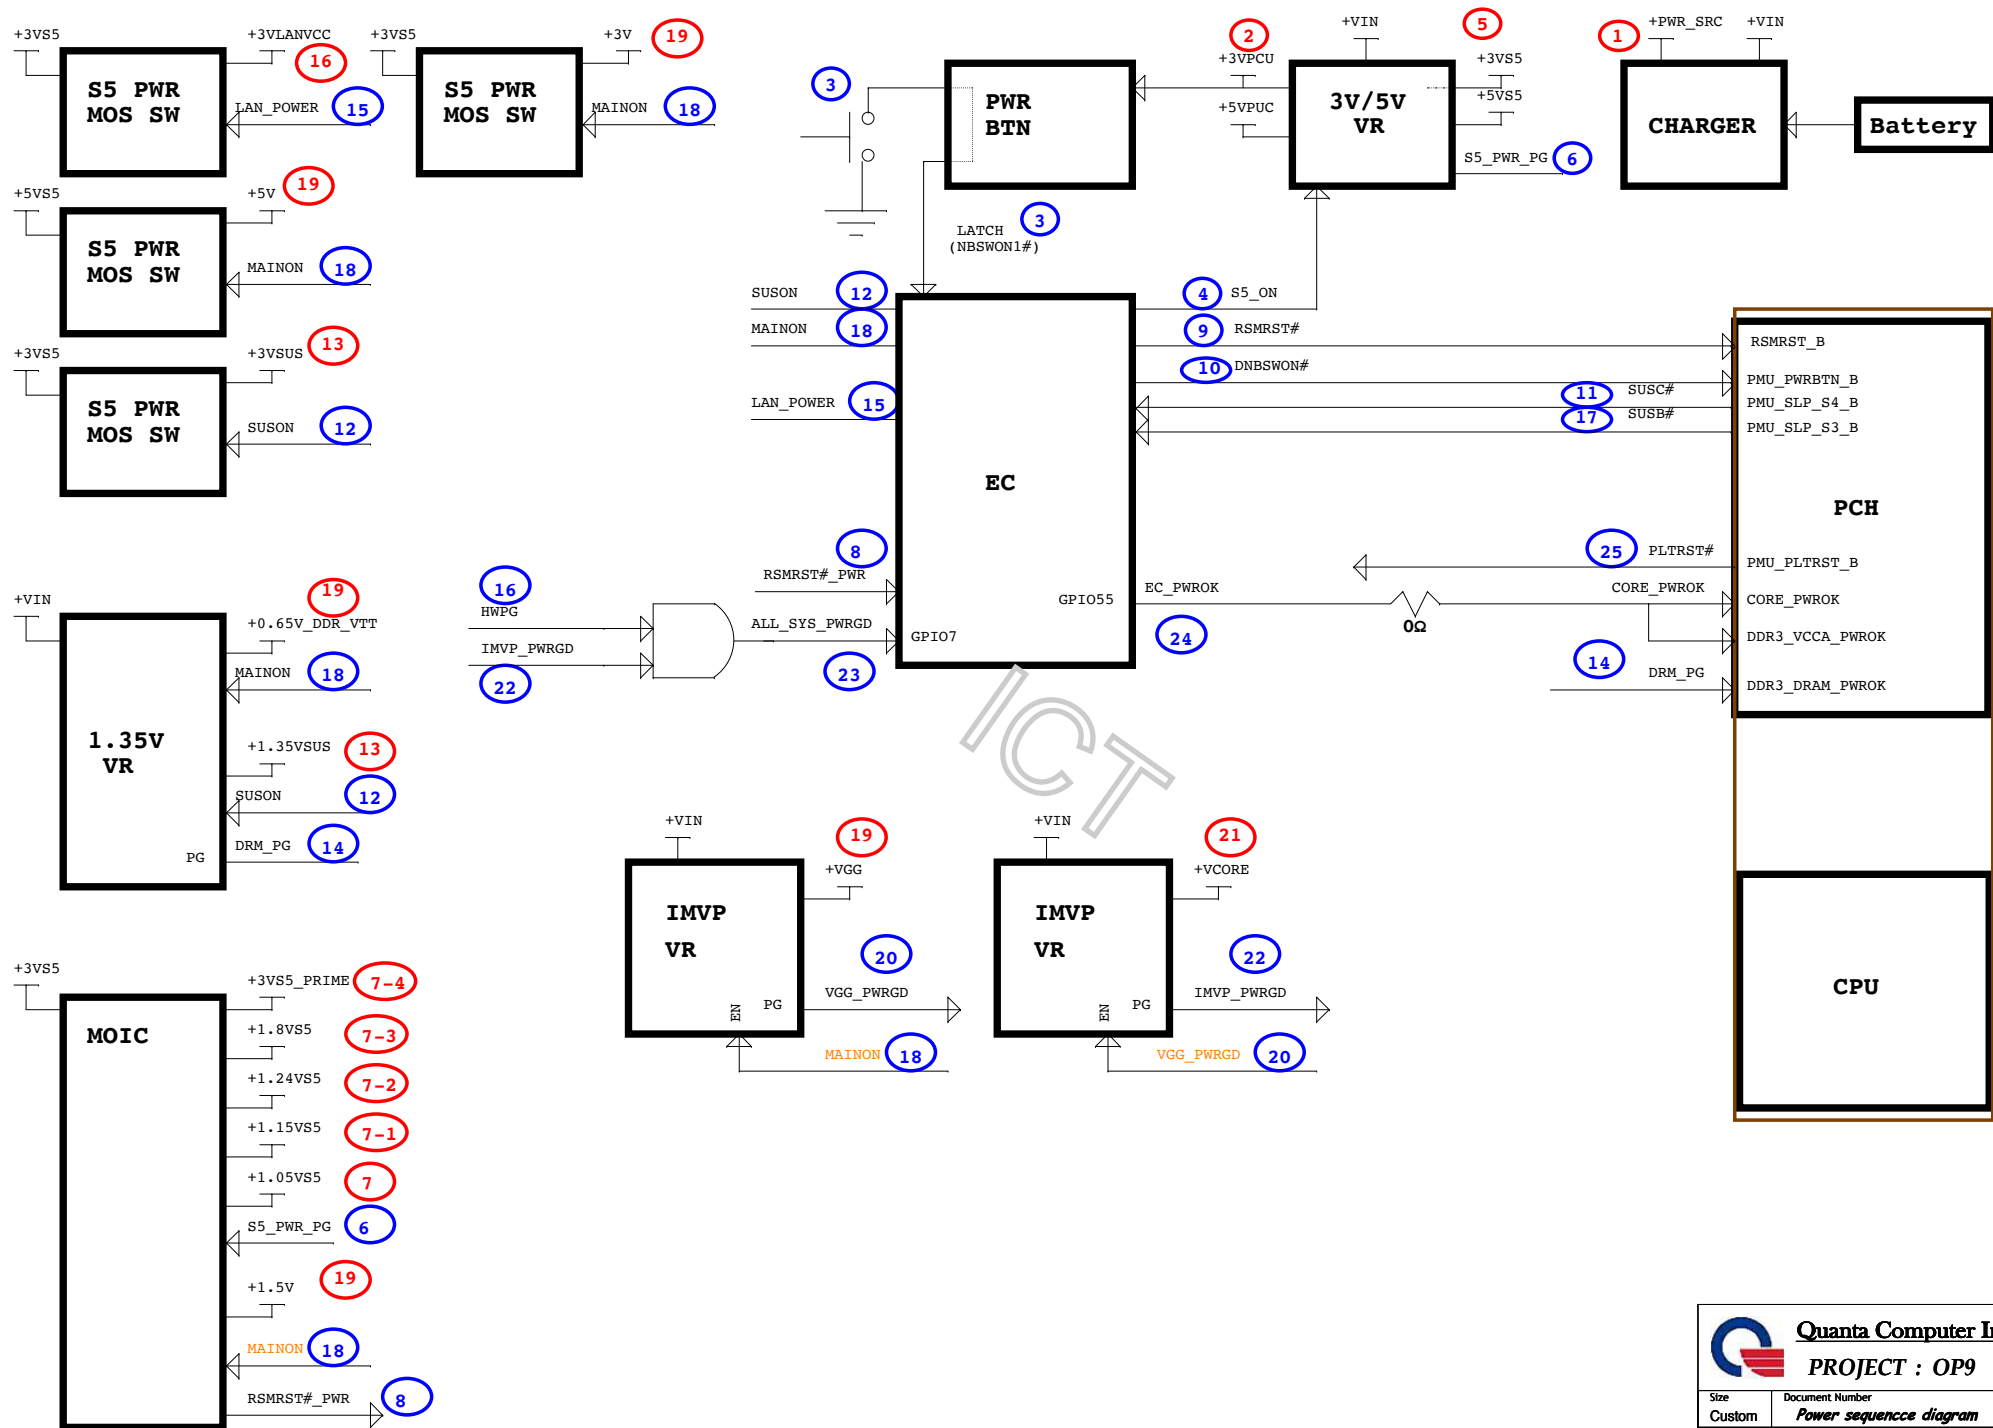 +3VS5
+3VLANVCC
16
S5 PWR
MOS SW
LAN_POWER
15
+3VS5
+3V
19
S5 PWR
MOS SW
MAINON
18
3
PWR
BTN
2
+3VPCU
+5VPUC
+VIN
3V/5V
VR
5
+3VS5
+5VS5
S5_PWR_PG
6
1
+PWR_SRC
+VIN
CHARGER
Battery
+5VS5
+5V
19
S5 PWR
MOS SW
MAINON
18
LATCH
(NBSWON1#)
3
+3VS5
+3VSUS
13
S5 PWR
MOS SW
SUSON
12
SUSON
12
MAINON
18
LAN_POWER
15
EC
4
S5_ON
9
RSMRST#
10
DNBSWON#
11
SUSC#
17
SUSB#
RSMRST_B
PMU_PWRBTN_B
PMU_SLP_S4_B
PMU_SLP_S3_B
PCH
8
RSMRST#_PWR
16
HWPG
IMVP_PWRGD
22
ALL_SYS_PWRGD
23
GPIO7
GPIO55
EC_PWROK
24
0Ω
25
PLTRST#
CORE_PWROK
14
DRM_PG
PMU_PLTRST_B
CORE_PWROK
DDR3_VCCA_PWROK
DDR3_DRAM_PWROK
ICT
+VIN
19
+0.65V_DDR_VTT
MAINON
18
1.35V
VR
+1.35VSUS
13
SUSON
12
PG
DRM_PG
14
+VIN
19
+VGG
IMVP
VR
20
VGG_PWRGD
EN
PG
MAINON
18
+VIN
21
+VCORE
IMVP
VR
22
IMVP_PWRGD
EN
PG
VGG_PWRGD
20
CPU
+3VS5
+3VS5_PRIME
7-4
MOIC
+1.8VS5
7-3
+1.24VS5
7-2
+1.15VS5
7-1
+1.05VS5
7
S5_PWR_PG
6
+1.5V
19
MAINON
18
RSMRST#_PWR
8
Quanta Computer
PROJECT : OP9
Size
Custom
Document Number
Power sequencce diagram